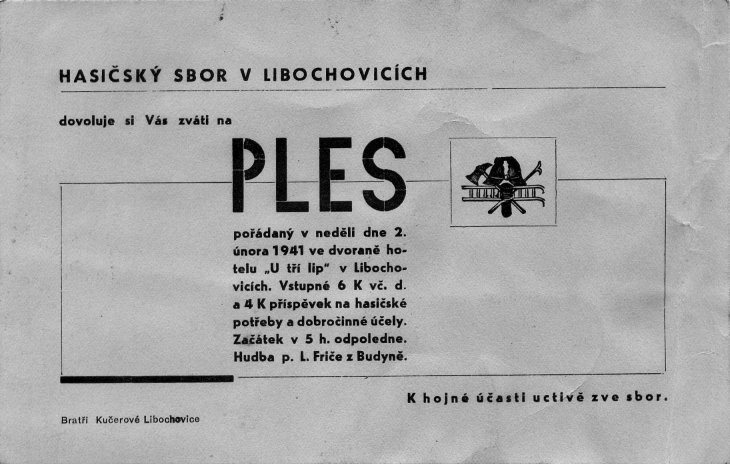 HASIČSKÝ SBOR V LIBOCHOVICÍCH
dovoluje si Vás zváti na
PLES
pořádaný v neděli dne 2.
února 1941 ve dvoraně ho-
telu „U tří lip“ v Libocho-
vicích. Vstupné 6 K vč. d.
a 4 K příspěvek na hasičské
potřeby a dobročinné účely.
Začátek v 5 h. odpoledne.
Hudba p. L. Friče z Budyně.
K hojné účasti uctivě zve sbor.
Bratři Kučerové Libochovice